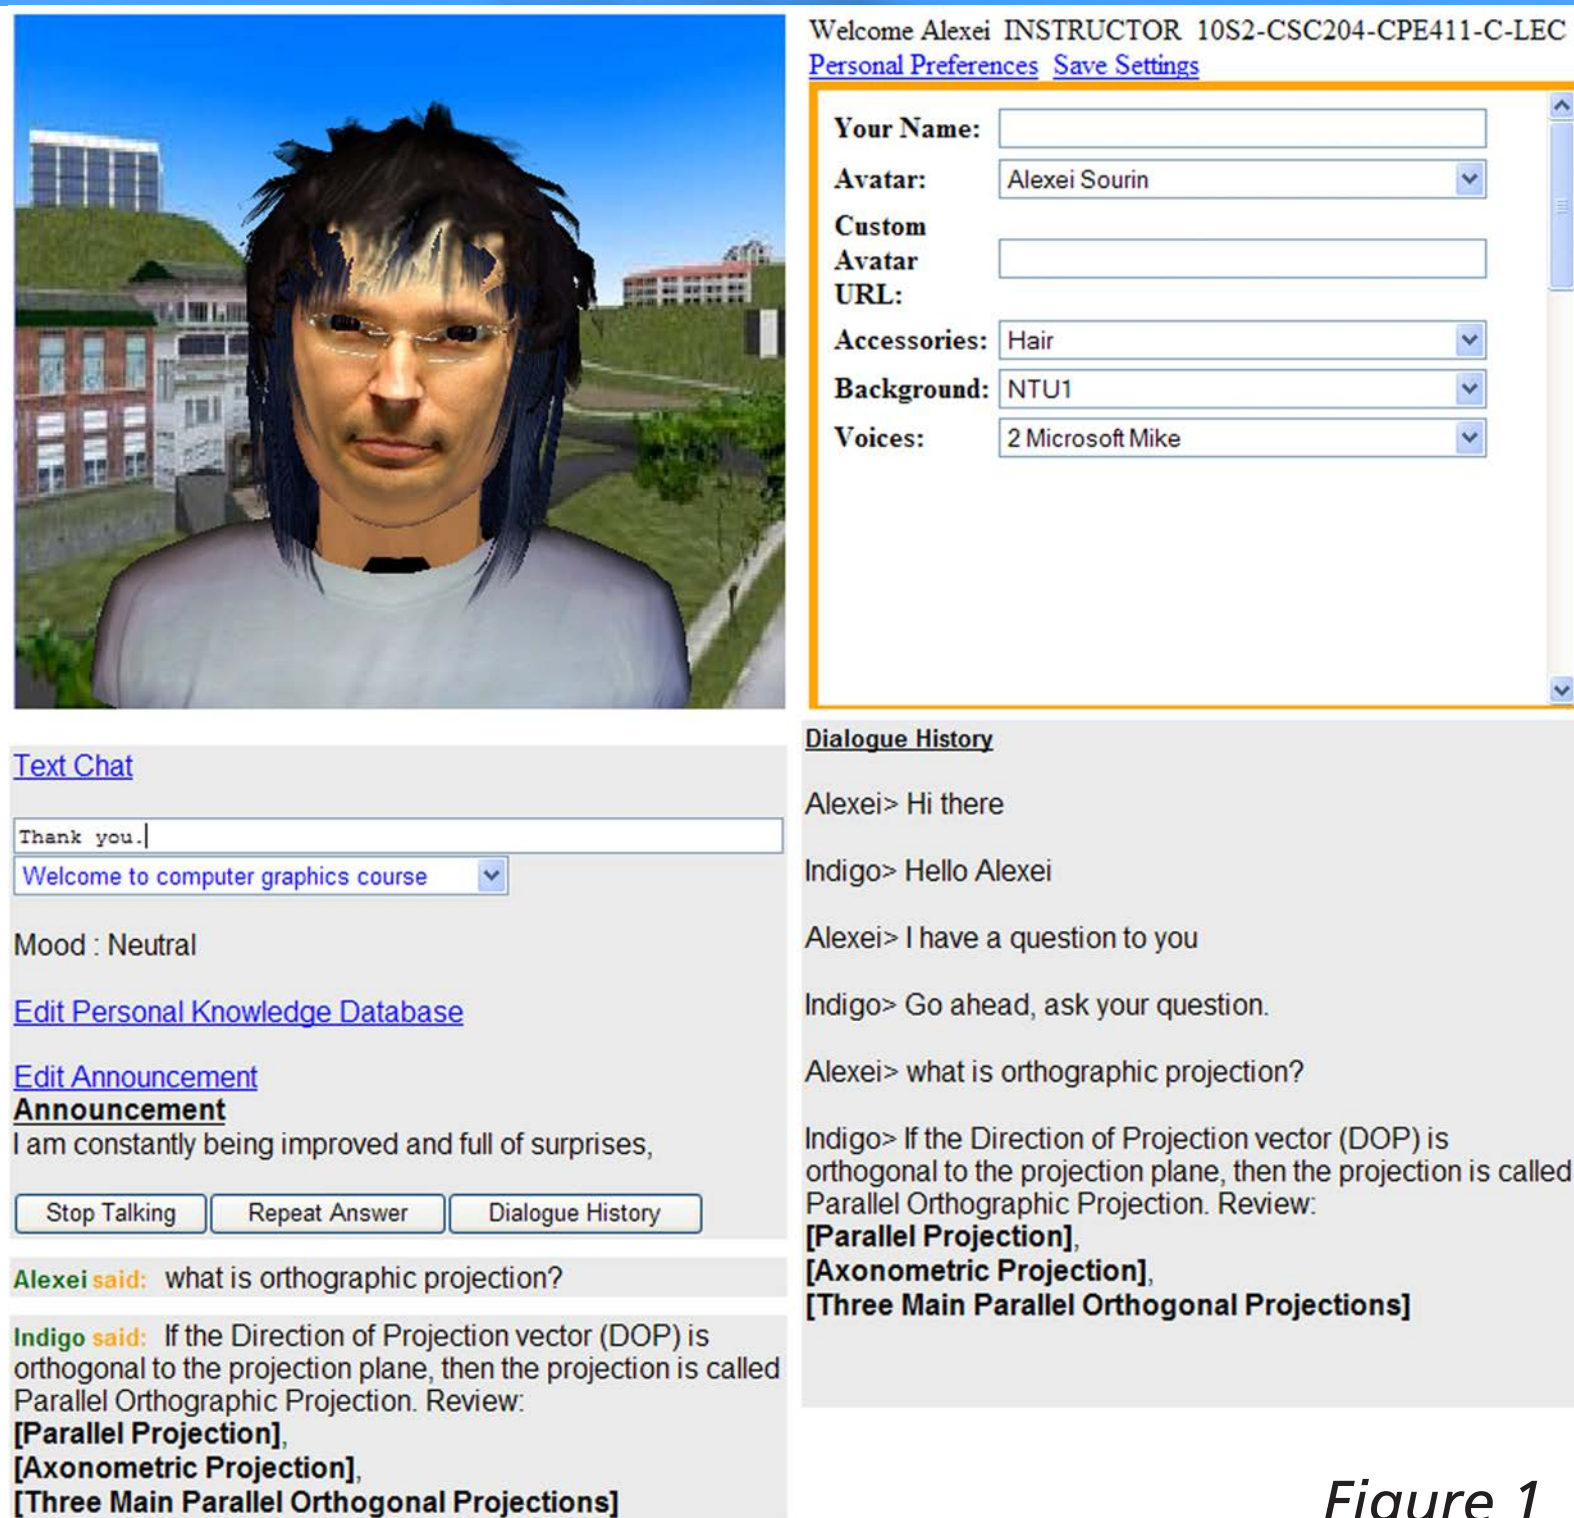 Welcome Alexei INSTRUCTOR 10S2-CSC204-CPE411-C-LEC
Personal Preferences Save Settings
Your Name:
Avatar: Alexei Sourin
Custom
Avatar
URL:
Accessories: Hair
Background: NTU1
Voices: 2 Microsoft Mike
Text Chat
Thank you.
Welcome to computer graphics course
Mood : Neutral
Edit Personal Knowledge Database
Edit Announcement
Announcement
I am constantly being improved and full of surprises,
Stop Talking Repeat Answer Dialogue History
Alexei said: what is orthographic projection?
Indigo said: If the Direction of Projection vector (DOP) is
orthogonal to the projection plane, then the projection is called
Parallel Orthographic Projection. Review:
[Parallel Projection],
[Axonometric Projection],
[Three Main Parallel Orthogonal Projections]
Dialogue History
Alexei> Hi there
Indigo> Hello Alexei
Alexei> I have a question to you
Indigo> Go ahead, ask your question.
Alexei> what is orthographic projection?
Indigo> If the Direction of Projection vector (DOP) is
orthogonal to the projection plane, then the projection is called
Parallel Orthographic Projection. Review:
[Parallel Projection],
[Axonometric Projection],
[Three Main Parallel Orthogonal Projections]
Figure 1